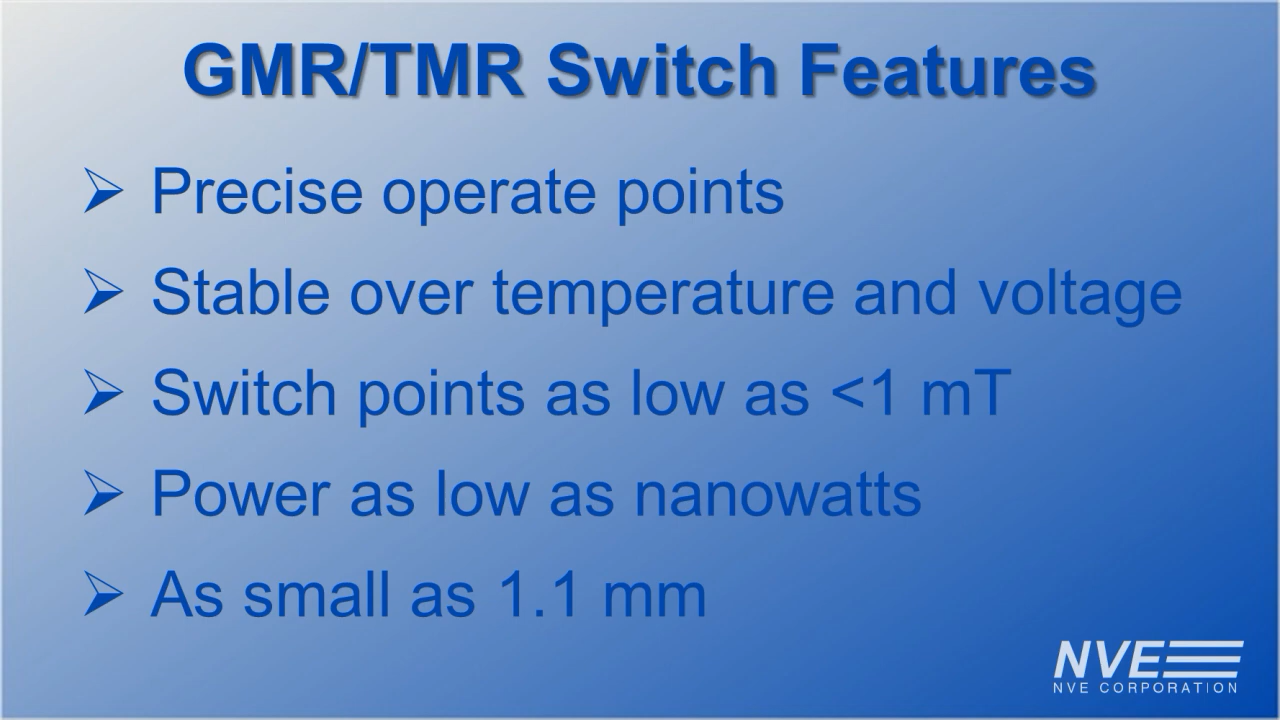 GMR/TMR Switch Features
➢ Precise operate points
➢ Stable over temperature and voltage
➢ Switch points as low as <1 mT
➢ Power as low as nanowatts
➢ As small as 1.1 mm
NVE
NVE CORPORATION